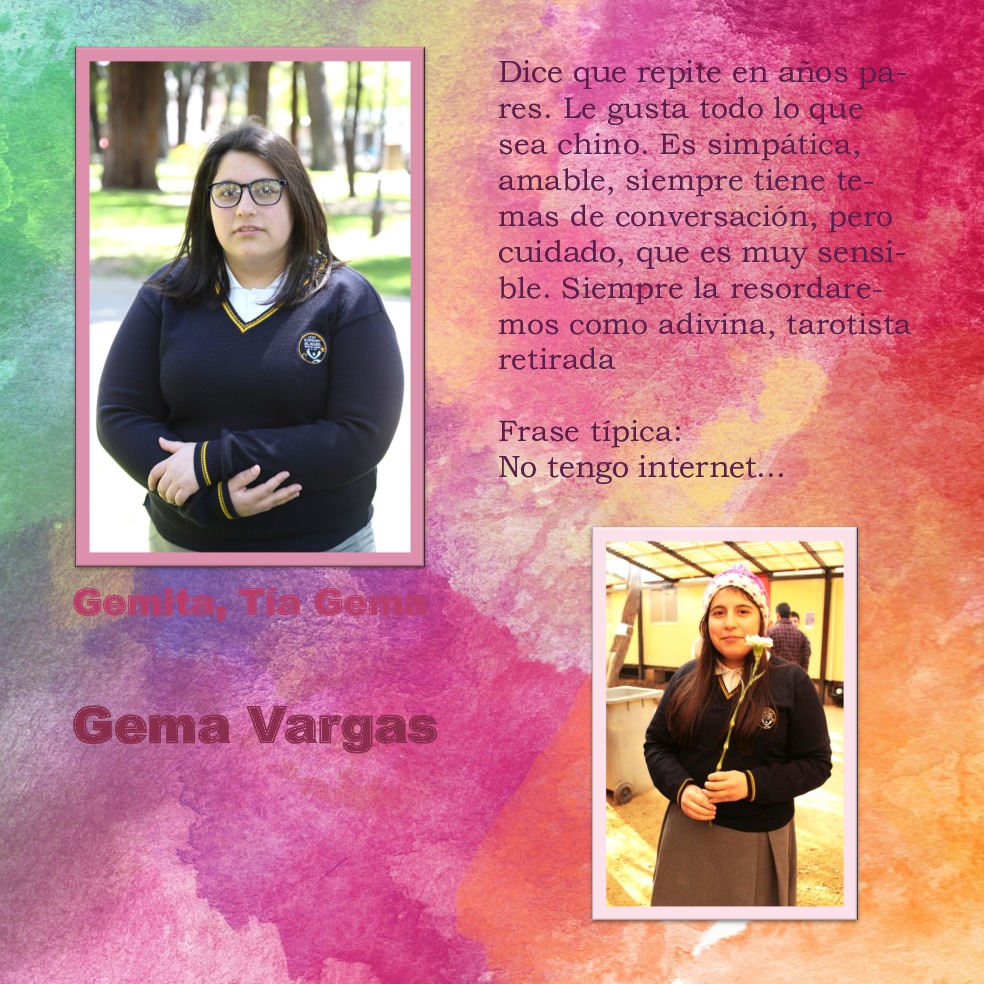 Dice que repite en años pa-
res. Le gusta todo lo que
sea chino. Es simpática,
amable, siempre tiene te-
mas de conversación, pero
cuidado, que es muy sensi-
ble. Siempre la resordare-
mos como adivina, tarotista
retirada
Frase típica:
No tengo internet...
Gemita, Tía Gema
Gema Vargas